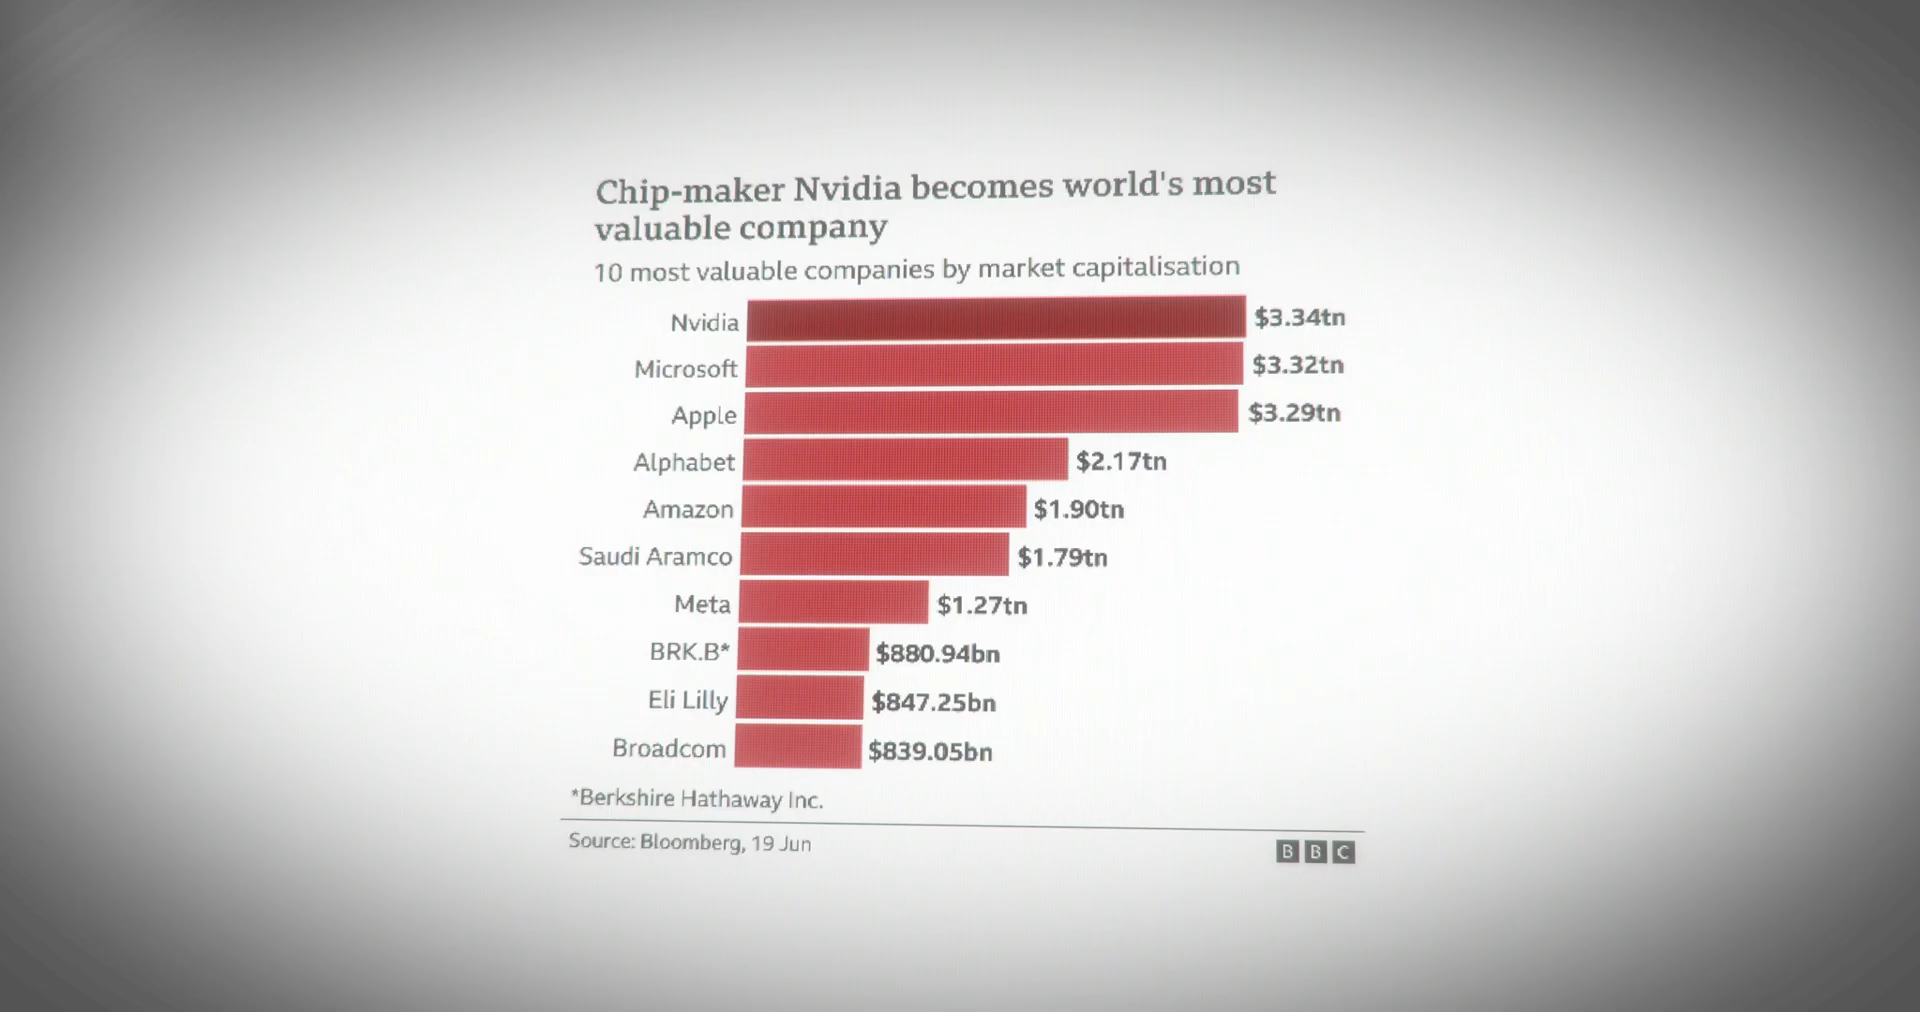 Chip-maker Nvidia becomes world's most
valuable company
10 most valuable companies by market capitalisation
Nvidia $3.34tn
Microsoft $3.32tn
Apple $3.29tn
Alphabet $2.17tn
Amazon $1.90tn
Saudi Aramco $1.79tn
Meta $1.27tn
BRK.B* $880.94bn
Eli Lilly $847.25bn
Broadcom $839.05bn
*Berkshire Hathaway Inc.
Source: Bloomberg, 19 Jun
BBC